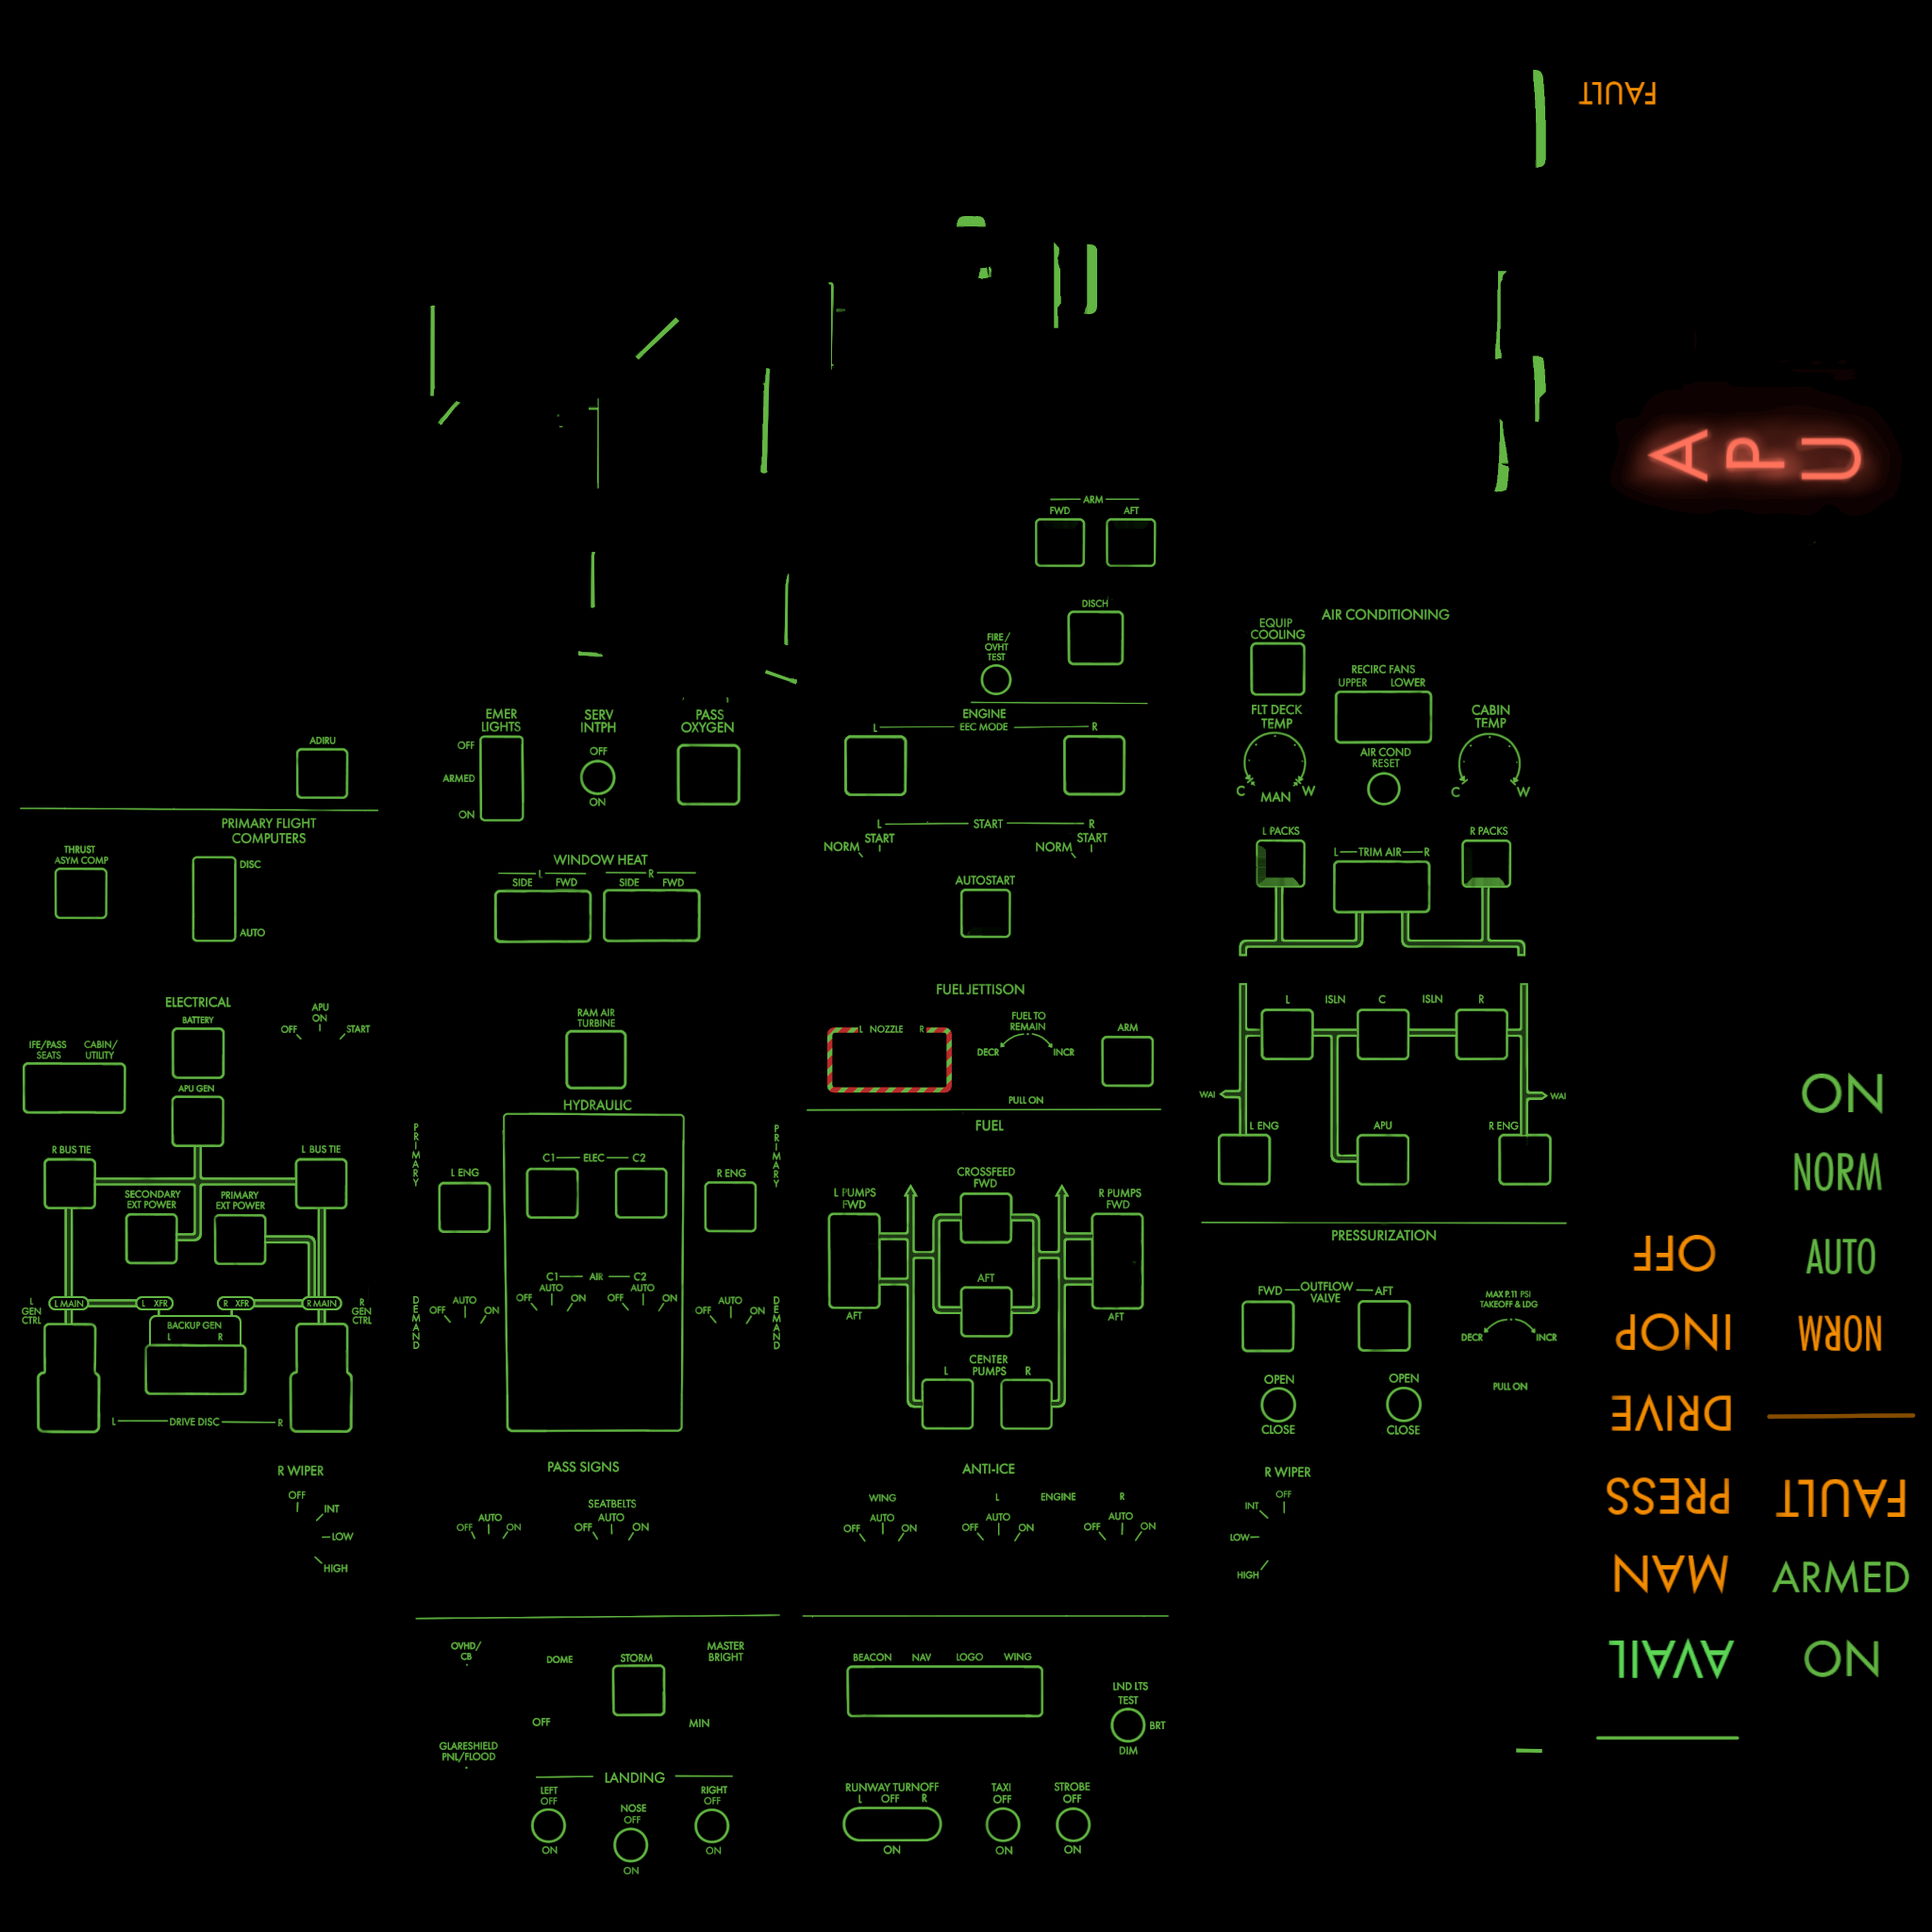 FAULT
APU
ARM
FWD AFT
DISCH
FIRE/
OVHT
TEST
ADIRU
PRIMARY FLIGHT
COMPUTERS
THRUST
ASYM COMP
DISC
AUTO
ELECTRICAL
BATTERY
APU
ON
OFF START
IFE/PASS
SEATS
CABIN/
UTILITY
APU GEN
R BUS TIE
L BUS TIE
SECONDARY
EXT POWER
PRIMARY
EXT POWER
L
GEN
CTRL
L MAIN
L XFR
R XFR
R MAIN
R
GEN
CTRL
BACKUP GEN
L R
L DRIVE DISC R
R WIPER
OFF
INT
LOW
HIGH
EMER
LIGHTS
OFF
ARMED
ON
SERV
INTPH
OFF
ON
PASS
OXYGEN
WINDOW HEAT
L R
SIDE FWD SIDE FWD
RAM AIR
TURBINE
HYDRAULIC
PRIMARY
PRIMARY
C1 ELEC C2
L ENG
R ENG
C1 AIR C2
DEMAND
DEMAND
OFF AUTO ON
OFF AUTO ON
OFF AUTO ON
OFF AUTO ON
PASS SIGNS
OFF AUTO ON
SEATBELTS
OFF AUTO ON
OVHD/
CB
DOME
STORM
MASTER
BRIGHT
OFF
MIN
GLARESHIELD
PNL/FLOOD
LANDING
LEFT
OFF
ON
NOSE
OFF
ON
RIGHT
OFF
ON
ENGINE
L EEC MODE R
L START R
NORM START
NORM START
AUTOSTART
FUEL JETTISON
L NOZZLE R
FUEL TO
REMAIN
DECR INCR
ARM
PULL ON
FUEL
CROSSFEED
FWD
L PUMPS
FWD
R PUMPS
FWD
AFT
AFT
AFT
CENTER
L PUMPS R
ANTI-ICE
WING
L ENGINE R
OFF AUTO ON
OFF AUTO ON
OFF AUTO ON
BEACON NAV LOGO WING
LND LTS
TEST
BRT
DIM
RUNWAY TURNOFF
L OFF R
ON
TAXI
OFF
ON
STROBE
OFF
ON
AIR CONDITIONING
EQUIP
COOLING
RECIRC FANS
UPPER LOWER
FLT DECK
TEMP
C MAN W
AIR COND
RESET
CABIN
TEMP
C W
L PACKS
R PACKS
L TRIM AIR R
L ISLN C ISLN R
WAI
WAI
L ENG
APU
R ENG
PRESSURIZATION
FWD OUTFLOW AFT
VALVE
MAX P.11 PSI
TAKEOFF & LDG
DECR INCR
OPEN
CLOSE
OPEN
CLOSE
PULL ON
R WIPER
OFF
INT
LOW
HIGH
ON
NORM
OFF
AUTO
INOP
NORM
DRIVE
PRESS
FAULT
MAN
ARMED
AVAIL
ON